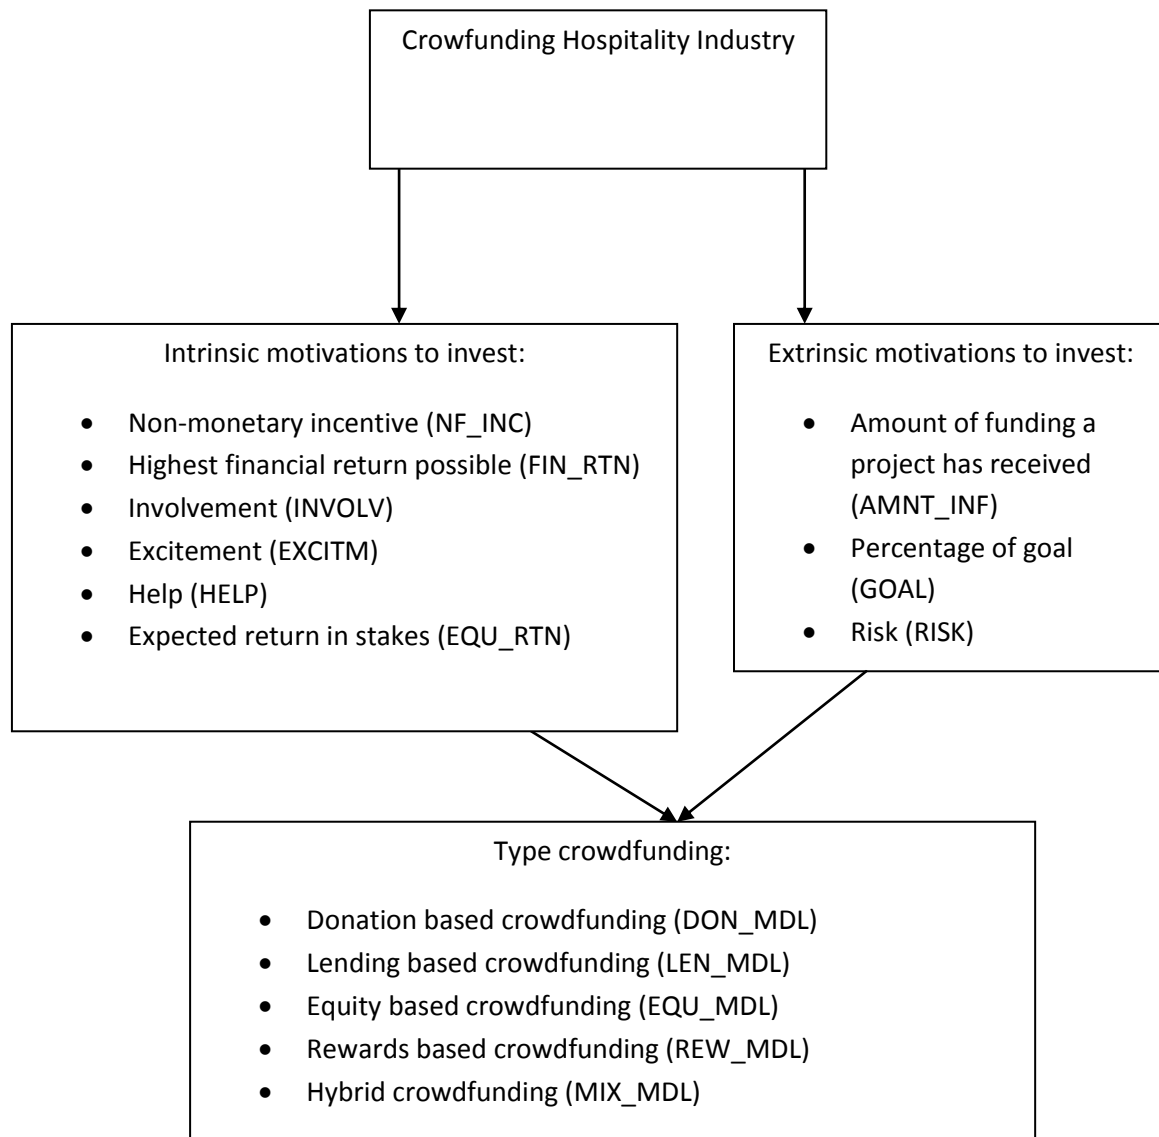 Crowfunding Hospitality Industry
Intrinsic motivations to invest:
• Non-monetary incentive (NF_INC)
• Highest financial return possible (FIN_RTN)
• Involvement (INVOLV)
• Excitement (EXCITM)
• Help (HELP)
• Expected return in stakes (EQU_RTN)
Extrinsic motivations to invest:
• Amount of funding a
project has received
(AMNT_INF)
• Percentage of goal
(GOAL)
• Risk (RISK)
Type crowdfunding:
• Donation based crowdfunding (DON_MDL)
• Lending based crowdfunding (LEN_MDL)
• Equity based crowdfunding (EQU_MDL)
• Rewards based crowdfunding (REW_MDL)
• Hybrid crowdfunding (MIX_MDL)